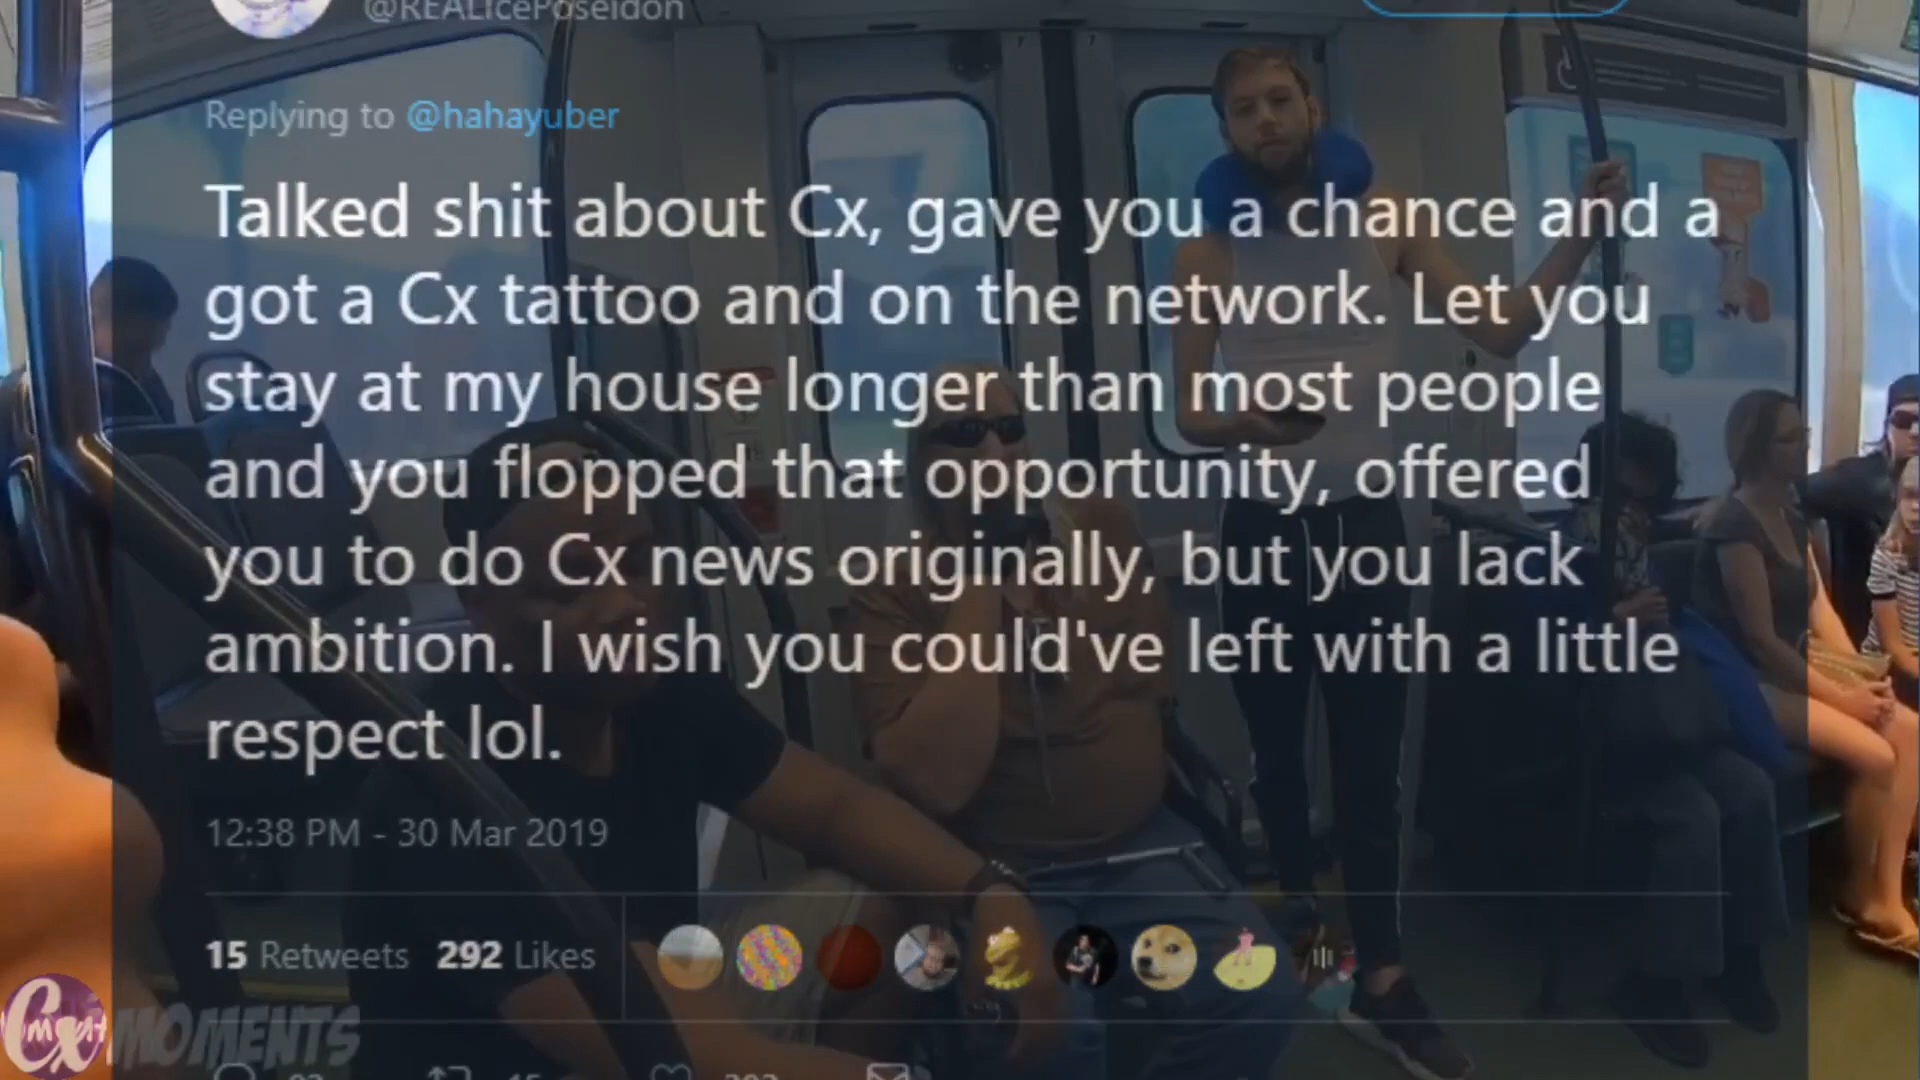 @REALIcePoseidon
Replying to @hahayuber
Talked shit about Cx, gave you a chance and a
got a Cx tattoo and on the network. Let you
stay at my house longer than most people
and you flopped that opportunity, offered
you to do Cx news originally, but you lack
ambition. I wish you could've left with a little
respect lol.
12:38 PM - 30 Mar 2019
15 Retweets 292 Likes
Cx MOMENTS